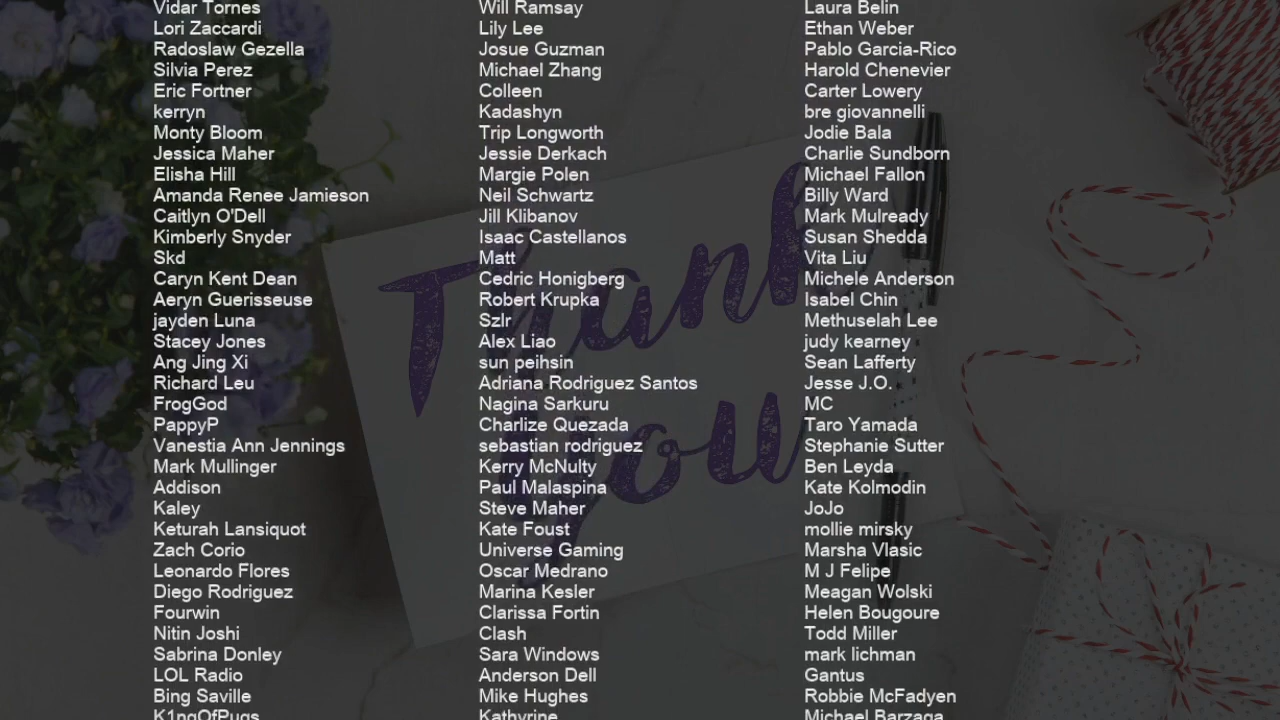 Vidar Tornes
Lori Zaccardi
Radoslaw Gezella
Silvia Perez
Eric Fortner
kerryn
Monty Bloom
Jessica Maher
Elisha Hill
Amanda Renee Jamieson
Caitlyn O'Dell
Kimberly Snyder
Skd
Caryn Kent Dean
Aeryn Guerisseuse
jayden Luna
Stacey Jones
Ang Jing Xi
Richard Leu
FrogGod
PappyP
Vanestia Ann Jennings
Mark Mullinger
Addison
Kaley
Keturah Lansiquot
Zach Corio
Leonardo Flores
Diego Rodriguez
Fourwin
Nitin Joshi
Sabrina Donley
LOL Radio
Bing Saville
K1ngOfPugs
Will Ramsay
Lily Lee
Josue Guzman
Michael Zhang
Colleen
Kadashyn
Trip Longworth
Jessie Derkach
Margie Polen
Neil Schwartz
Jill Klibanov
Isaac Castellanos
Matt
Cedric Honigberg
Robert Krupka
Szlr
Alex Liao
sun peihsin
Adriana Rodriguez Santos
Nagina Sarkuru
Charlize Quezada
sebastian rodriguez
Kerry McNulty
Paul Malaspina
Steve Maher
Kate Foust
Universe Gaming
Oscar Medrano
Marina Kesler
Clarissa Fortin
Clash
Sara Windows
Anderson Dell
Mike Hughes
Kathyrine
Laura Belin
Ethan Weber
Pablo Garcia-Rico
Harold Chenevier
Carter Lowery
bre giovannelli
Jodie Bala
Charlie Sundborn
Michael Fallon
Billy Ward
Mark Mulready
Susan Shedda
Vita Liu
Michele Anderson
Isabel Chin
Methuselah Lee
judy kearney
Sean Lafferty
Jesse J.O.
MC
Taro Yamada
Stephanie Sutter
Ben Leyda
Kate Kolmodin
JoJo
mollie mirsky
Marsha Vlasic
M J Felipe
Meagan Wolski
Helen Bougoure
Todd Miller
mark lichman
Gantus
Robbie McFadyen
Michael Barzaga
Thank
you